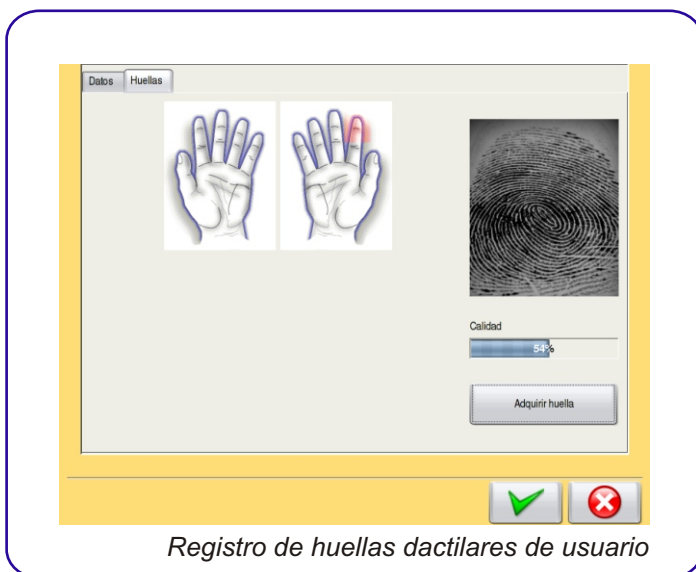 Datos Huellas
Calidad
54%
Adquirir huella
Registro de huellas dactilares de usuario